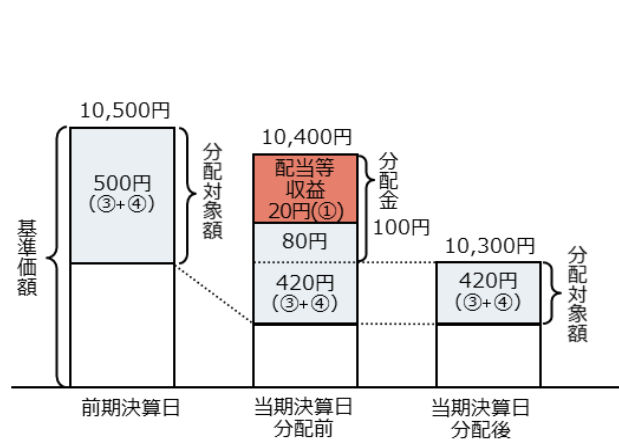 10,500円
500円
(③+④)
分配対象額
基準価額
前期決算日
10,400円
配当等
収益
20円(①)
80円
420円
(③+④)
分配金
100円
当期決算日
分配前
10,300円
420円
(③+④)
分配対象額
当期決算日
分配後